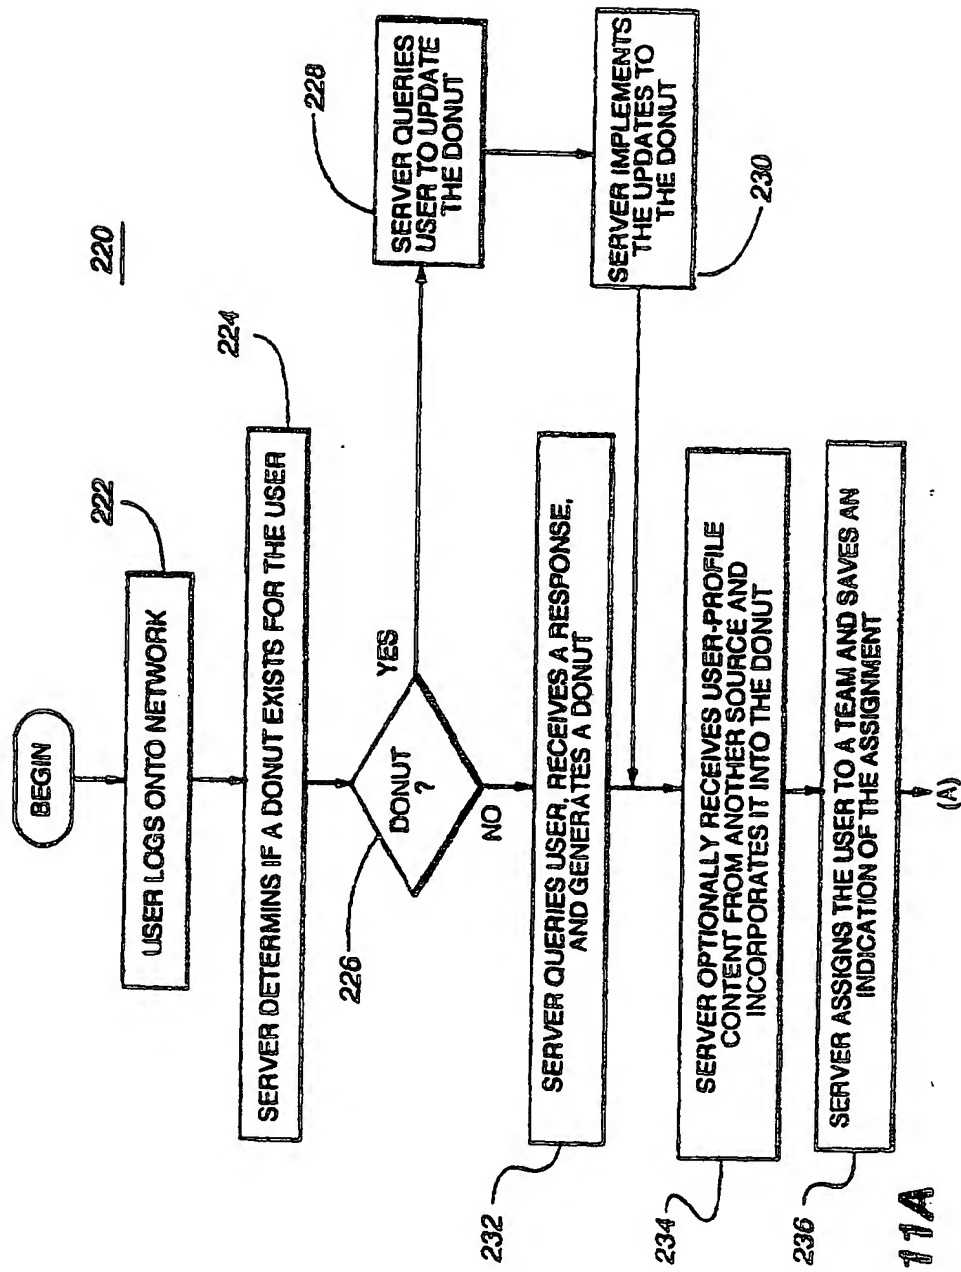 220
BEGIN
222
USER LOGS ONTO NETWORK
224
SERVER DETERMINS IF A DONUT EXISTS FOR THE USER
226
DONUT
?
YES
NO
228
SERVER QUERIES
USER TO UPDATE
THE DONUT
SERVER IMPLEMENTS
THE UPDATES TO
THE DONUT
230
232
SERVER QUERIES USER, RECEIVES A RESPONSE,
AND GENERATES A DONUT
234
SERVER OPTIONALLY RECEIVES USER-PROFILE
CONTENT FROM ANOTHER SOURCE AND
INCORPORATES IT INTO THE DONUT
236
SERVER ASSIGNS THE USER TO A TEAM AND SAVES AN
INDICATION OF THE ASSIGNMENT
(A)
11A